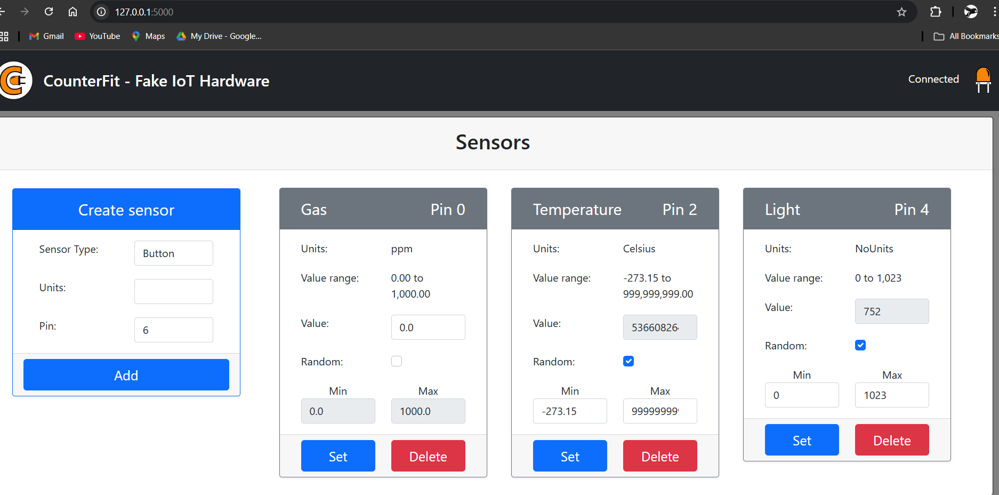 127.0.0.1:5000
Gmail YouTube Maps My Drive - Google... All Bookmarks
CounterFit - Fake IoT Hardware Connected
Sensors
Create sensor
Sensor Type: Button
Units:
Pin: 6
Add
Gas Pin 0
Units: ppm
Value range: 0.00 to
1,000.00
Value: 0.0
Random:
Min Max
0.0 1000.0
Set Delete
Temperature Pin 2
Units: Celsius
Value range: -273.15 to
999,999,999.00
Value: 53660826
Random:
Min Max
-273.15 99999999
Set Delete
Light Pin 4
Units: NoUnits
Value range: 0 to 1,023
Value: 752
Random:
Min Max
0 1023
Set Delete